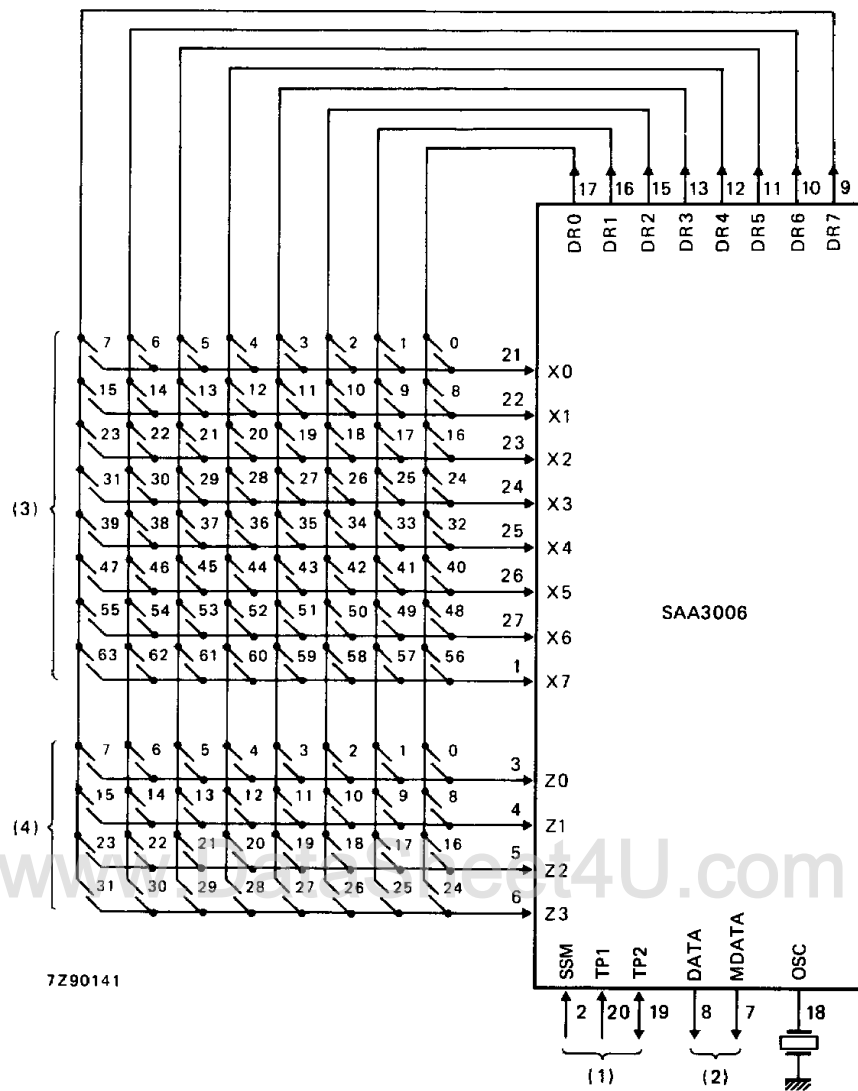 17 16 15 13 12 11 10 9
DR0 DR1 DR2 DR3 DR4 DR5 DR6 DR7
7 6 5 4 3 2 1 0 21 X0
15 14 13 12 11 10 9 8 22 X1
23 22 21 20 19 18 17 16 23 X2
31 30 29 28 27 26 25 24 24 X3
(3)
39 38 37 36 35 34 33 32 25 X4
47 46 45 44 43 42 41 40 26 X5
55 54 53 52 51 50 49 48 27 X6
SAA3006
63 62 61 60 59 58 57 56 1 X7
7 6 5 4 3 2 1 0 3 Z0
15 14 13 12 11 10 9 8 4 Z1
(4)
23 22 21 20 19 18 17 16 5 Z2
www.DataSheet4U.com
31 30 29 28 27 26 25 24 6 Z3
SSM TP1 TP2 DATA MDATA OSC
7Z90141
2 20 19 8 7 18
(1) (2)